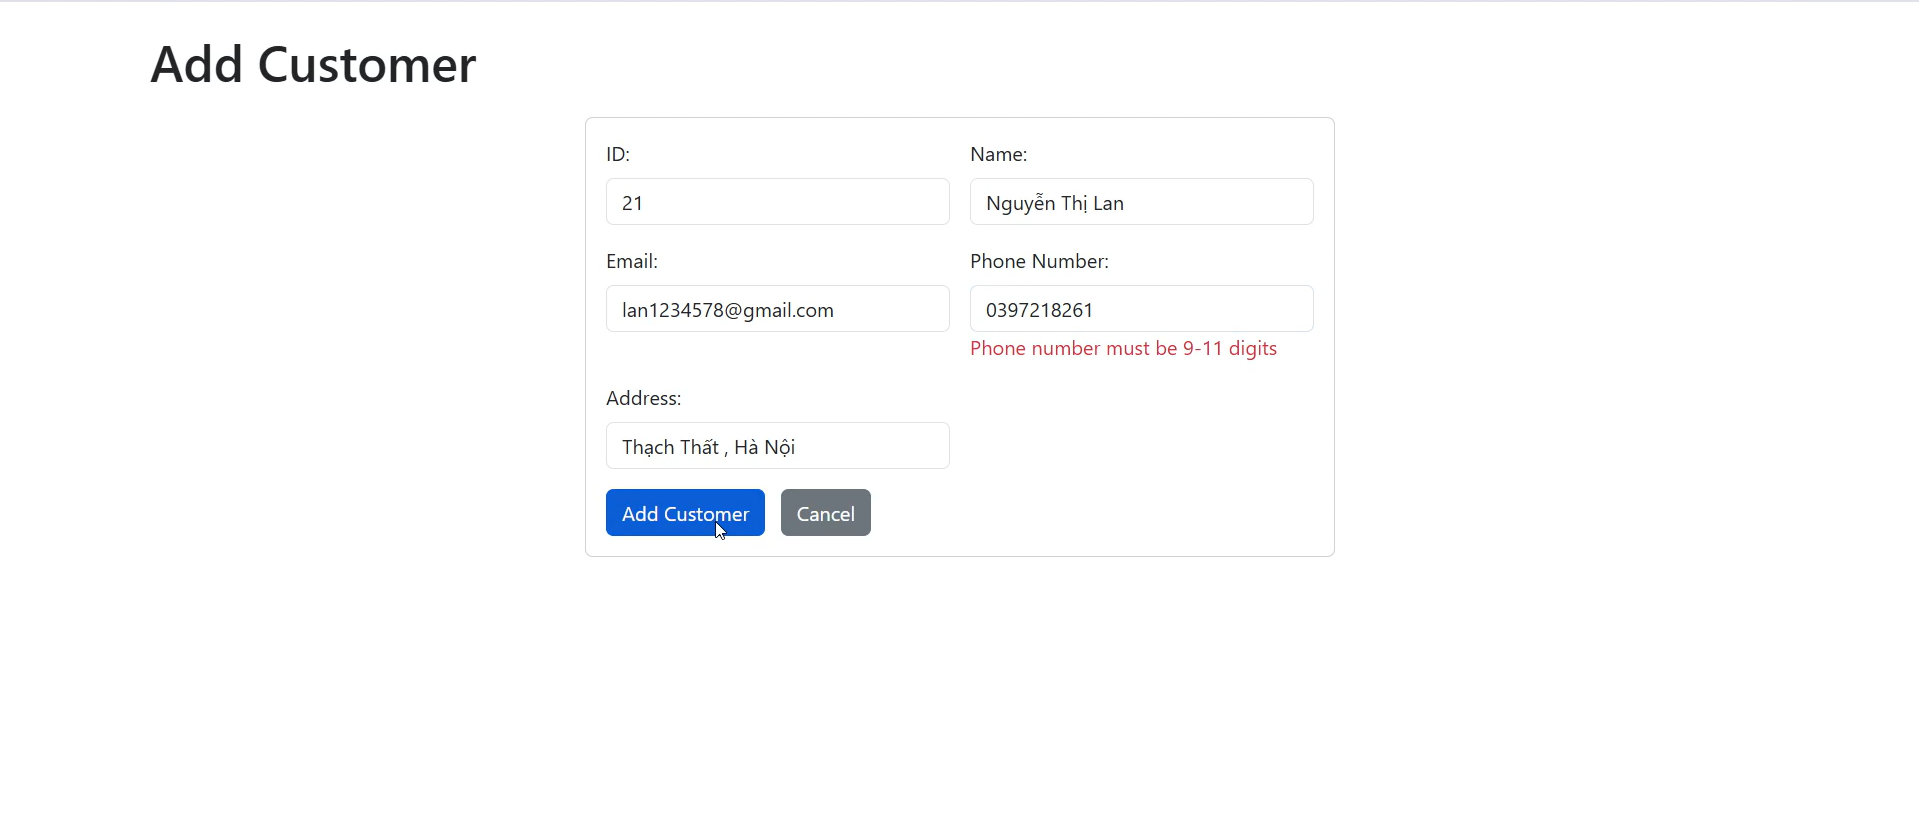 Add Customer
ID:
21
Name:
Nguyễn Thị Lan
Email:
lan1234578@gmail.com
Phone Number:
0397218261
Phone number must be 9-11 digits
Address:
Thạch Thất , Hà Nội
Add Customer
Cancel